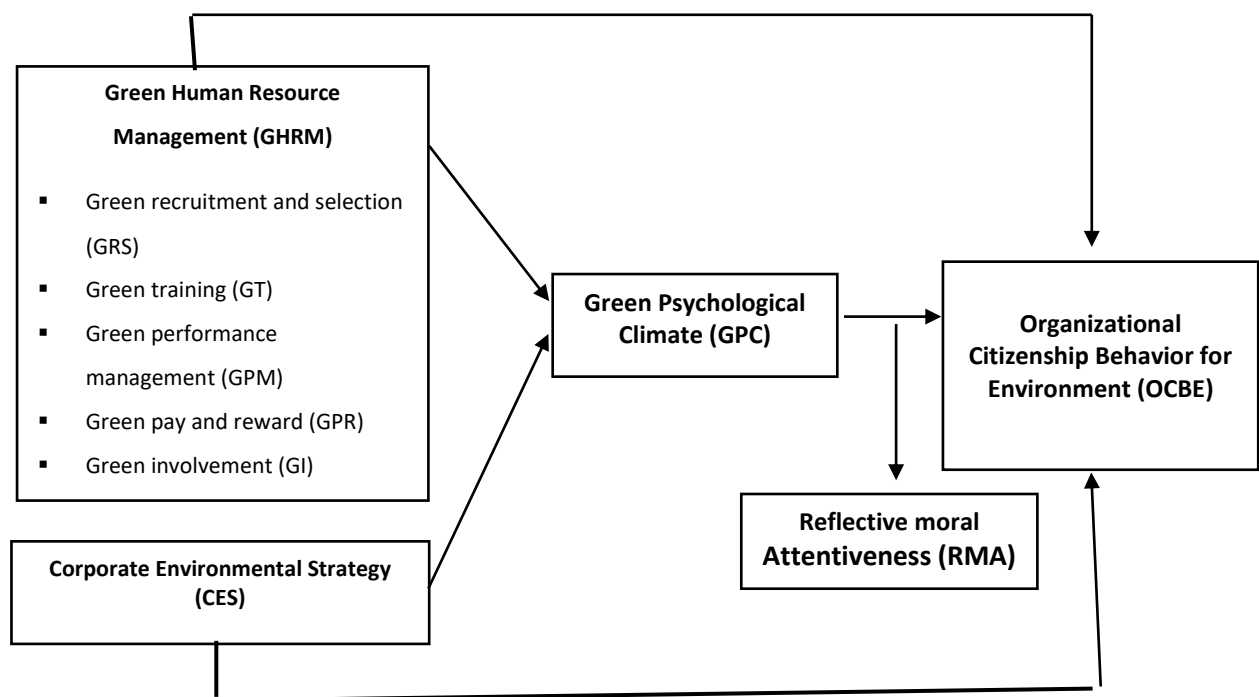 Green Human Resource
Management (GHRM)
▪ Green recruitment and selection
(GRS)
▪ Green training (GT)
▪ Green performance
management (GPM)
▪ Green pay and reward (GPR)
▪ Green involvement (GI)
Corporate Environmental Strategy
(CES)
Green Psychological
Climate (GPC)
Reflective moral
Attentiveness (RMA)
Organizational
Citizenship Behavior for
Environment (OCBE)